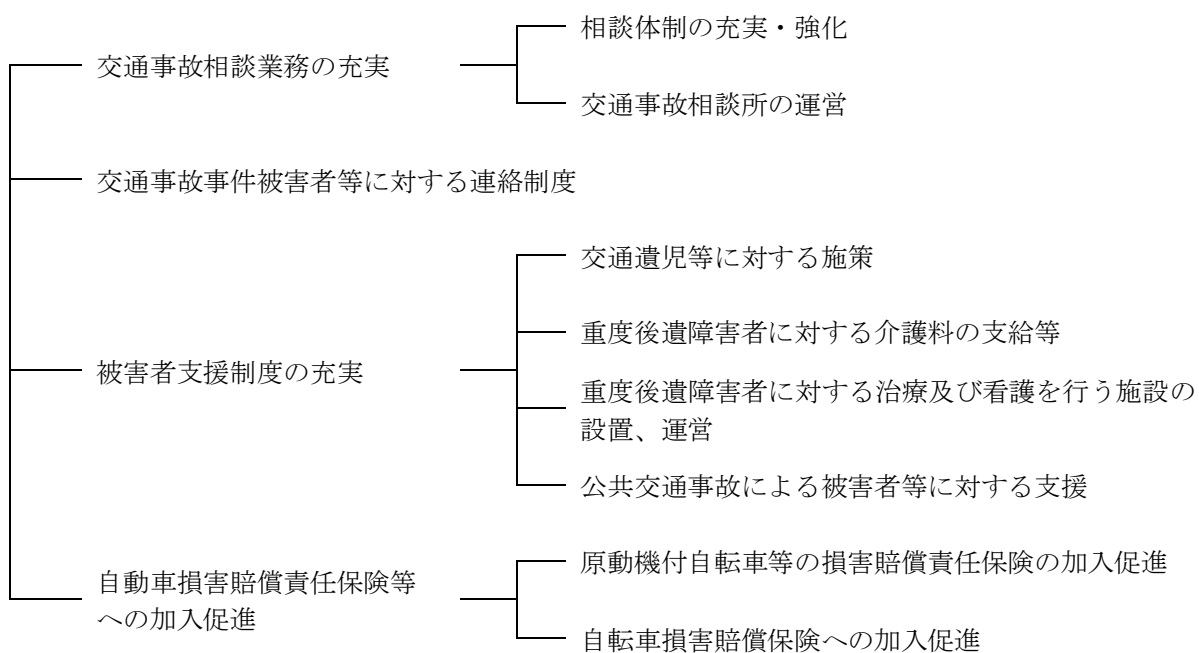 相談体制の充実・強化
交通事故相談業務の充実
交通事故相談所の運営
交通事故事件被害者等に対する連絡制度
交通遺児等に対する施策
重度後遺障害者に対する介護料の支給等
被害者支援制度の充実
重度後遺障害者に対する治療及び看護を行う施設の
設置、運営
公共交通事故による被害者等に対する支援
原動機付自転車等の損害賠償責任保険の加入促進
自動車損害賠償責任保険等
への加入促進
自転車損害賠償保険への加入促進